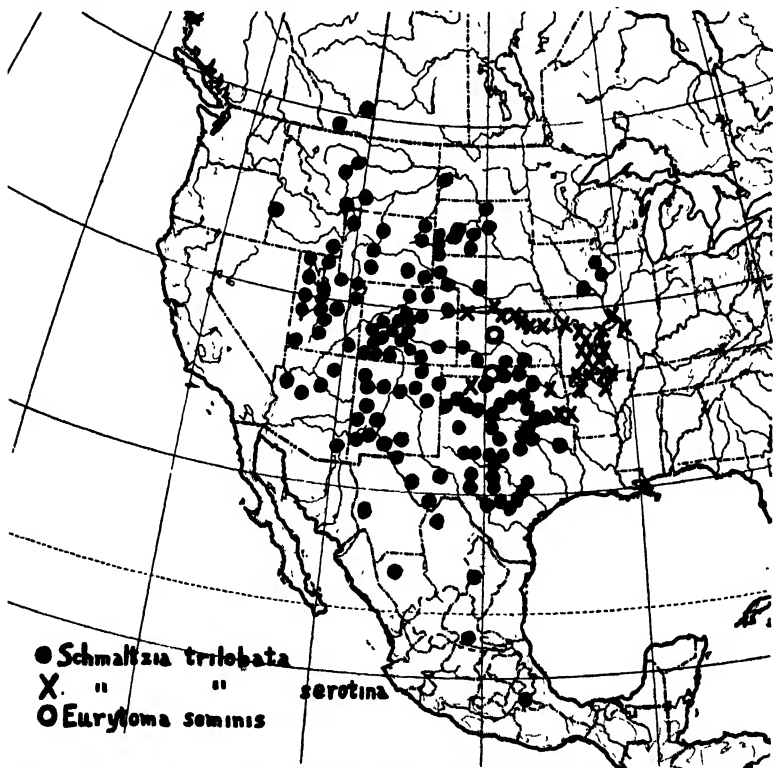 ● Schmaltzia trilobata
X. " " serotina
O Eurytoma seminis